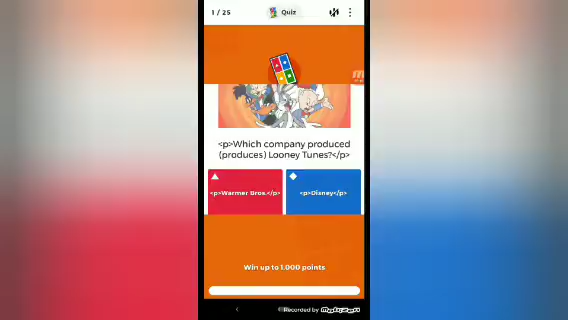 1 / 25
Quiz
<p>Which company produced
(produces) Looney Tunes?</p>
<p>Warner Bros.</p>
<p>Disney</p>
Win up to 1,000 points
Recorded by